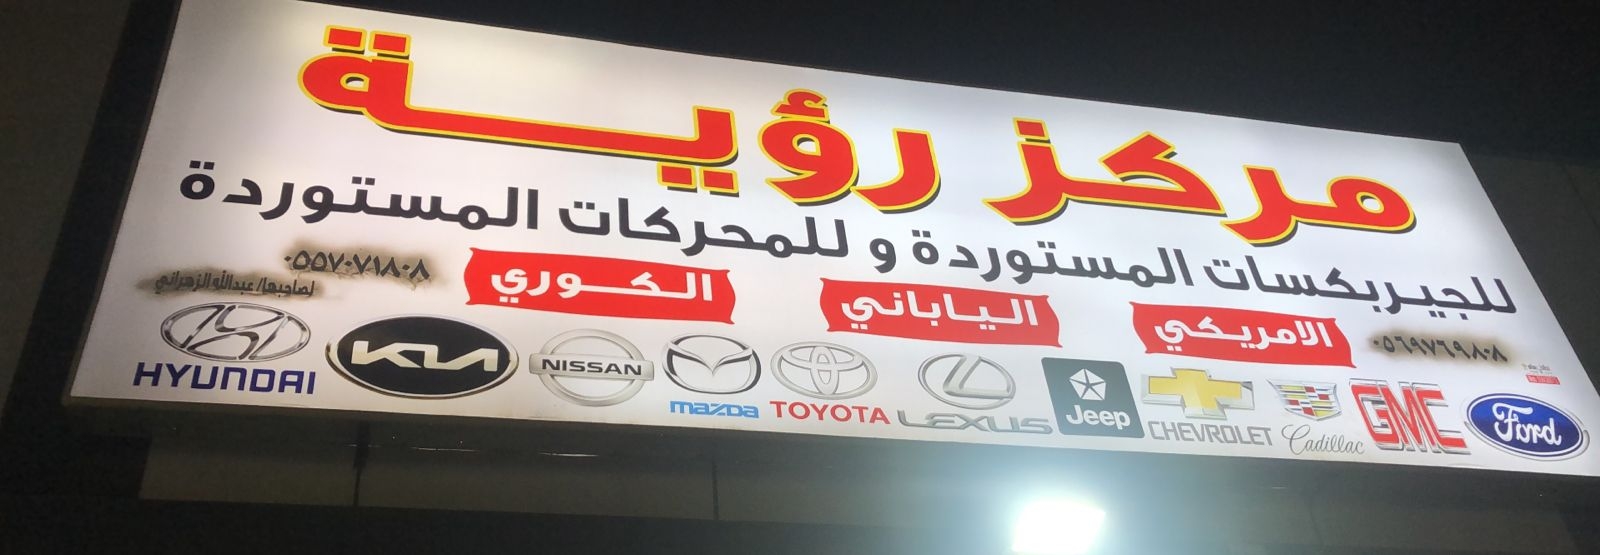 مركز رؤية
للجيربكسات المستوردة و للمحركات المستوردة
الامريكي
الياباني
الكوري
٠٥٦٩٧٦٩٨٠٨
٠٥٥٧٠٧١٨٠٨
لصاحبها/ عبدالله الزهراني
HYUNDAI
KIA
NISSAN
mazda
TOYOTA
LEXUS
Jeep
CHEVROLET
Cadillac
GMC
Ford